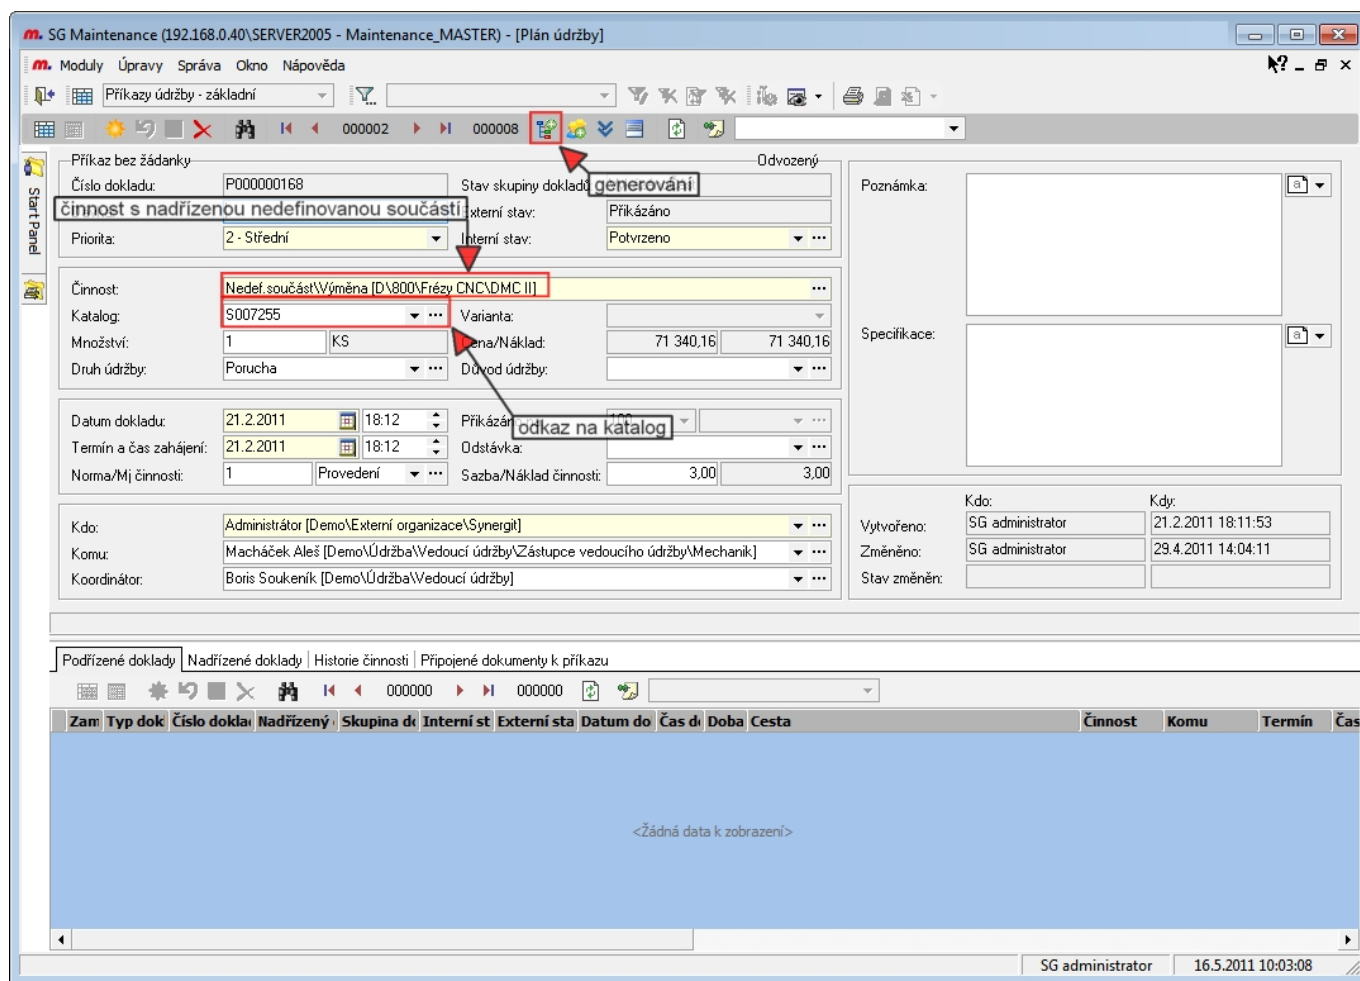 m. SG Maintenance (192.168.0.40\SERVER2005 - Maintenance_MASTER) - [Plán údržby]
m. Moduly Úpravy Správa Okno Nápověda
Příkazy údržby - základní
000002 000008
Start Panel
Příkaz bez žádanky Odvozený
Číslo dokladu: P000000168 Stav skupiny dokladů generování
činnost s nadřízenou nedefinovanou součástí Externí stav: Přikázáno
Priorita: 2 - Střední Interní stav: Potvrzeno
Poznámka:
Činnost: Nedef.součást\Výměna [D\800\Frézy CNC\DMC II]
Katalog: S007255 Varianta:
Množství: 1 KS Cena/Náklad: 71 340,16 71 340,16
Druh údržby: Porucha Důvod údržby:
Specifikace:
Datum dokladu: 21.2.2011 18:12 Přikázáno
odkaz na katalog
Termín a čas zahájení: 21.2.2011 18:12 Odstávka:
Norma/Mj činnosti: 1 Provedení Sazba/Náklad činnosti: 3,00 3,00
Kdo: Administrátor [Demo\Externí organizace\Synergit]
Komu: Macháček Aleš [Demo\Údržba\Vedoucí údržby\Zástupce vedoucího údržby\Mechanik]
Koordinátor: Boris Soukeník [Demo\Údržba\Vedoucí údržby]
Kdo: Kdy:
Vytvořeno: SG administrator 21.2.2011 18:11:53
Změněno: SG administrator 29.4.2011 14:04:11
Stav změněn:
Podřízené doklady Nadřízené doklady Historie činnosti Připojené dokumenty k příkazu
000000 000000
Zam Typ dok Číslo dokla Nadřízený Skupina do Interní st Externí sta Datum do Čas do Doba Cesta Činnost Komu Termín Čas
<Žádná data k zobrazení>
SG administrator 16.5.2011 10:03:08